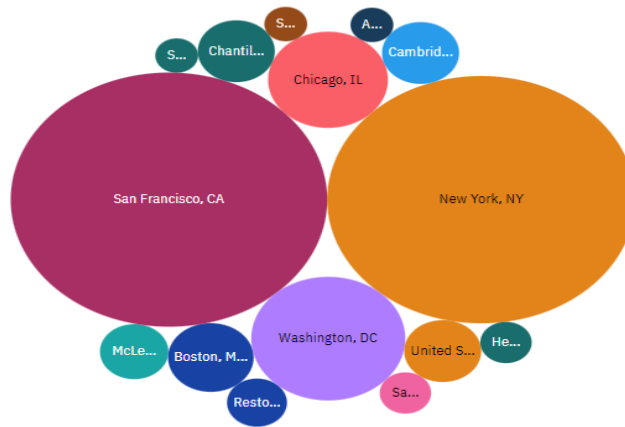 S...
A...
S...
Chantil...
Cambrid...
Chicago, IL
San Francisco, CA
New York, NY
Washington, DC
McLe...
Boston, M...
United S...
He...
Resto...
Sa...